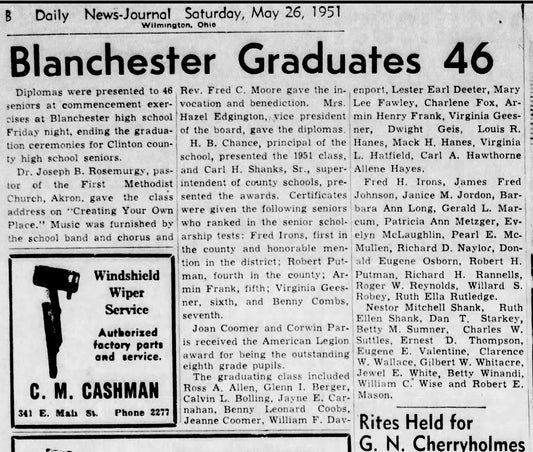 8 Daily News-Journal Saturday, May 26, 1951
Wilmington, Ohio
Blanchester Graduates 46
Diplomas were presented to 46
seniors at commencement exer-
cises at Blanchester high school
Friday night, ending the gradua-
tion ceremonies for Clinton coun-
ty high school seniors.
Dr. Joseph B. Rosemurgy, pas-
tor of the First Methodist
Church, Akron, gave the class
address on "Creating Your Own
Place." Music was furnished by
the school band and chorus and
Rev. Fred C. Moore gave the in-
vocation and benediction. Mrs.
Hazel Edgington, vice president
of the board, gave the diplomas.
H. B. Chance, principal of the
school, presented the 1951 class,
and Carl H. Shanks, Sr., super-
intendent of county schools, pre-
sented the awards. Certificates
were given the following seniors
who ranked in the senior schol-
arship tests: Fred Irons, first in
the county and honorable men-
tion in the district; Robert Put-
man, fourth in the county; Ar-
min Frank, fifth; Virginia Gees-
ner, sixth, and Benny Combs,
seventh.
Joan Coomer and Corwin Par-
is received the American Legion
award for being the outstanding
eighth grade pupils.
The graduating class included
Ross A. Allen, Glenn I. Berger,
Calvin L. Bolling, Jayne E. Car-
nahan, Benny Leonard Coobs,
Jeanne Coomer, William F. Dav-
enport, Lester Earl Deeter, Mary
Lee Fawley, Charlene Fox, Ar-
min Henry Frank, Virginia Gees-
ner, Dwight Geis, Louis R.
Hanes, Mack H. Hanes, Virginia
L. Hatfield, Carl A. Hawthorne
Allene Hayes.
Fred H. Irons, James Fred
Johnson, Janice M. Jordon, Bar-
bara Ann Long, Gerald L. Mar-
cum, Patricia Ann Metzger, Ev-
elyn McLaughlin, Pearl E. Mc-
Mullen, Richard D. Naylor, Don-
ald Eugene Osborn, Robert H.
Putman, Richard H. Rannells,
Roger W. Reynolds, Willard S.
Robey, Ruth Ella Rutledge.
Nestor Mitchell Shank, Ruth
Ellen Shank, Dan T. Starkey,
Betty M. Sumner, Charles W.
Suttles, Ernest D. Thompson,
Eugene E. Valentine, Clarence
W. Wallace, Gilbert W. Whitacre,
Jewel E. White, Betty Winandi,
William C. Wise and Robert E.
Mason.
Windshield
Wiper
Service
Authorized
factory parts
and service.
C. M. CASHMAN
341 E. Main St. Phone 2277
Rites Held for
G. N. Cherryholmes